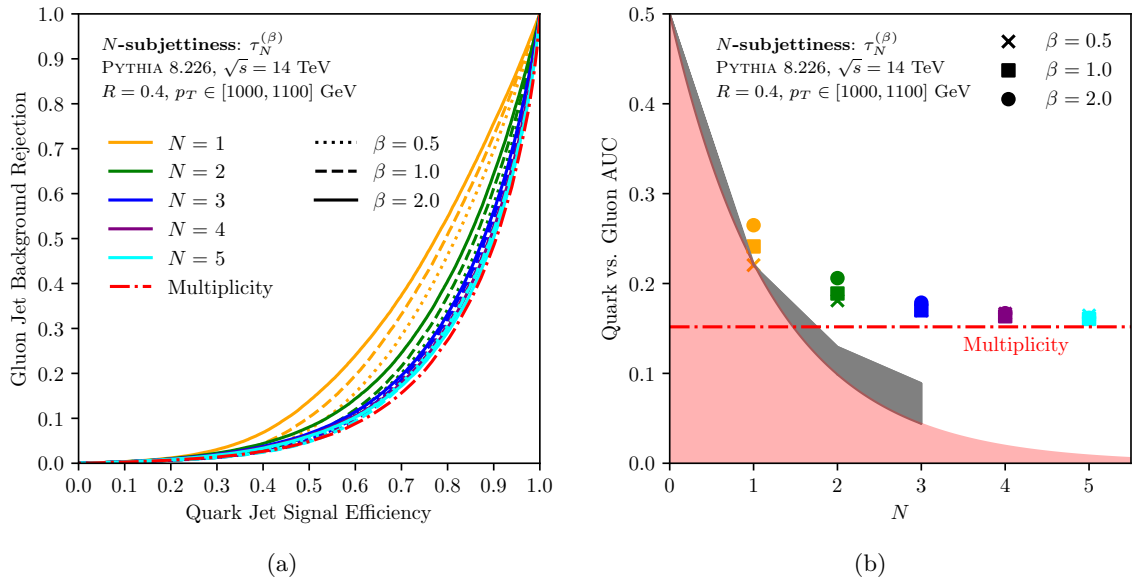 1.0
0.9
0.8
0.7
0.6
0.5
0.4
0.3
0.2
0.1
0.0
Gluon Jet Background Rejection
N-subjettiness: τ_N^(β)
PYTHIA 8.226, √s = 14 TeV
R = 0.4, p_T ∈ [1000, 1100] GeV
N = 1
N = 2
N = 3
N = 4
N = 5
Multiplicity
β = 0.5
β = 1.0
β = 2.0
0.0 0.1 0.2 0.3 0.4 0.5 0.6 0.7 0.8 0.9 1.0
Quark Jet Signal Efficiency
(a)
0.5
0.4
0.3
0.2
0.1
0.0
Quark vs. Gluon AUC
N-subjettiness: τ_N^(β)
PYTHIA 8.226, √s = 14 TeV
R = 0.4, p_T ∈ [1000, 1100] GeV
β = 0.5
β = 1.0
β = 2.0
Multiplicity
0 1 2 3 4 5
N
(b)